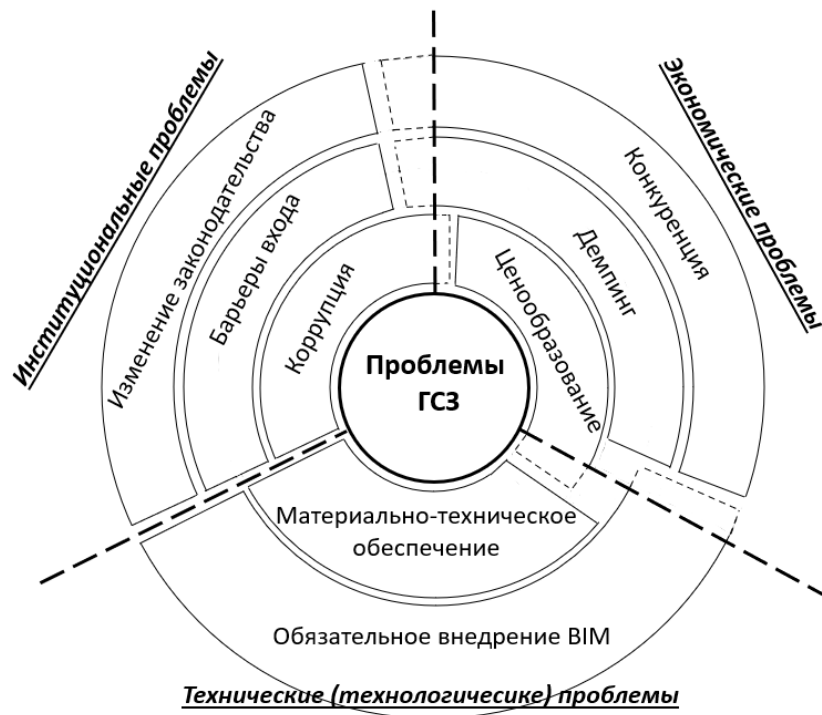 Институциональные проблемы
Экономические проблемы
Изменение законодательства
Барьеры входа
Коррупция
Конкуренция
Демпинг
Ценообразование
Проблемы
ГСЗ
Материально-техническое
обеспечение
Обязательное внедрение BIM
Технические (технологичесике) проблемы